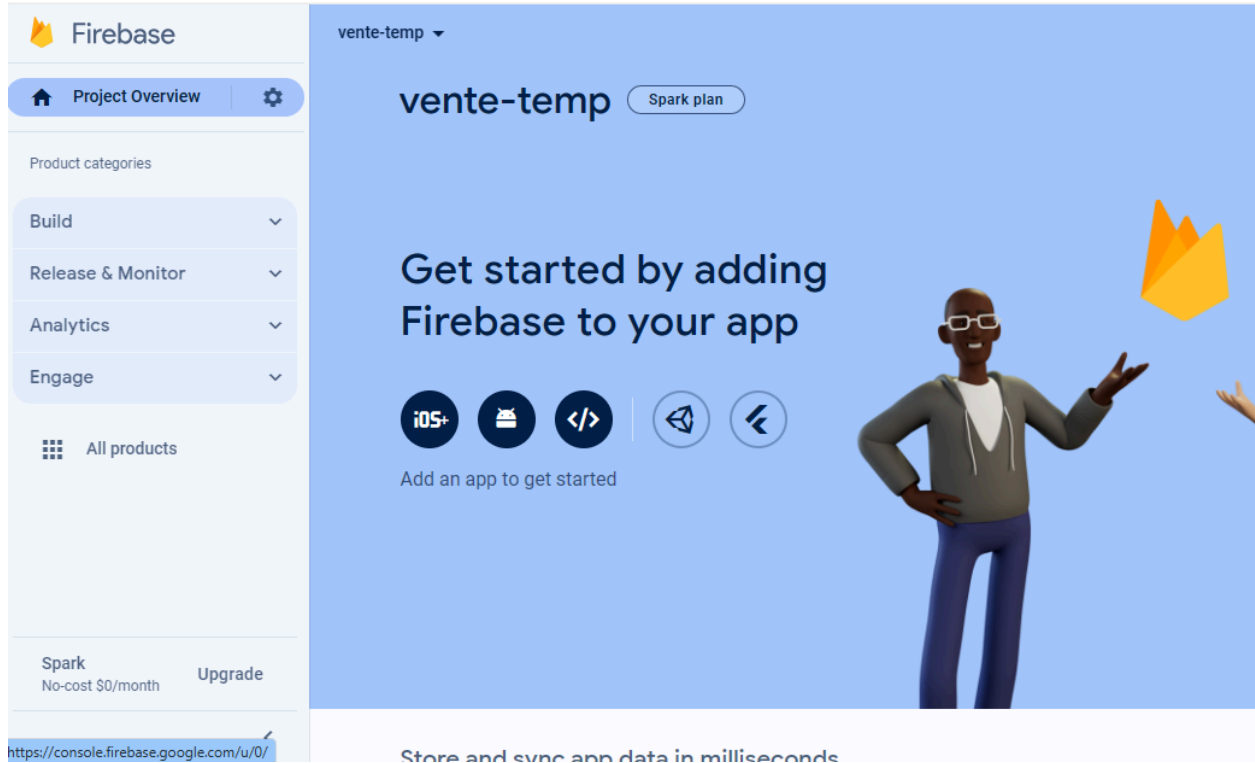 Firebase
vente-temp
Project Overview
vente-temp
Spark plan
Product categories
Build
Release & Monitor
Analytics
Engage
All products
Get started by adding
Firebase to your app
iOS+
</>
Add an app to get started
Spark
No-cost $0/month
Upgrade
https://console.firebase.google.com/u/0/
Store and sync app data in milliseconds